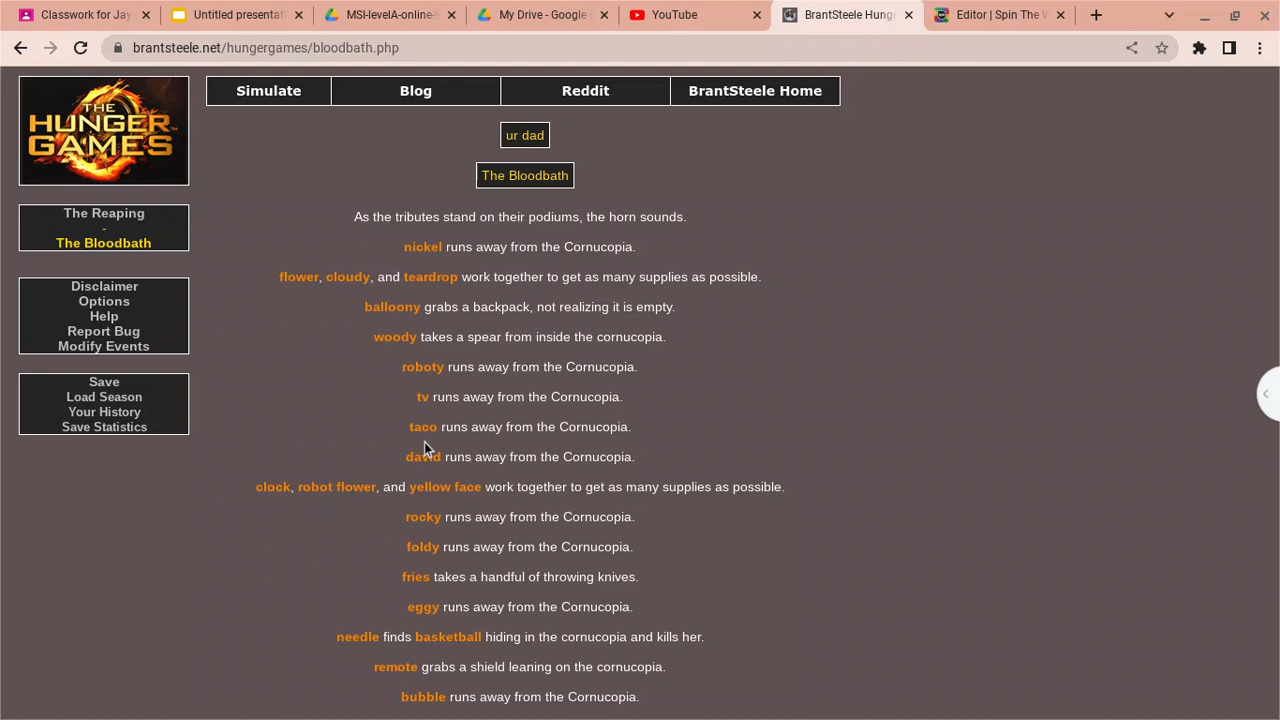 Classwork for Jay
Untitled presentat
MSI-levelA-online-
My Drive - Google
YouTube
BrantSteele Hung
Editor | Spin The
brantsteele.net/hungergames/bloodbath.php
THE
HUNGER
GAMES
Simulate Blog Reddit BrantSteele Home
ur dad
The Bloodbath
The Reaping
-
The Bloodbath
Disclaimer
Options
Help
Report Bug
Modify Events
Save
Load Season
Your History
Save Statistics
As the tributes stand on their podiums, the horn sounds.
nickel runs away from the Cornucopia.
flower, cloudy, and teardrop work together to get as many supplies as possible.
balloony grabs a backpack, not realizing it is empty.
woody takes a spear from inside the cornucopia.
roboty runs away from the Cornucopia.
tv runs away from the Cornucopia.
taco runs away from the Cornucopia.
david runs away from the Cornucopia.
clock, robot flower, and yellow face work together to get as many supplies as possible.
rocky runs away from the Cornucopia.
foldy runs away from the Cornucopia.
fries takes a handful of throwing knives.
eggy runs away from the Cornucopia.
needle finds basketball hiding in the cornucopia and kills her.
remote grabs a shield leaning on the cornucopia.
bubble runs away from the Cornucopia.